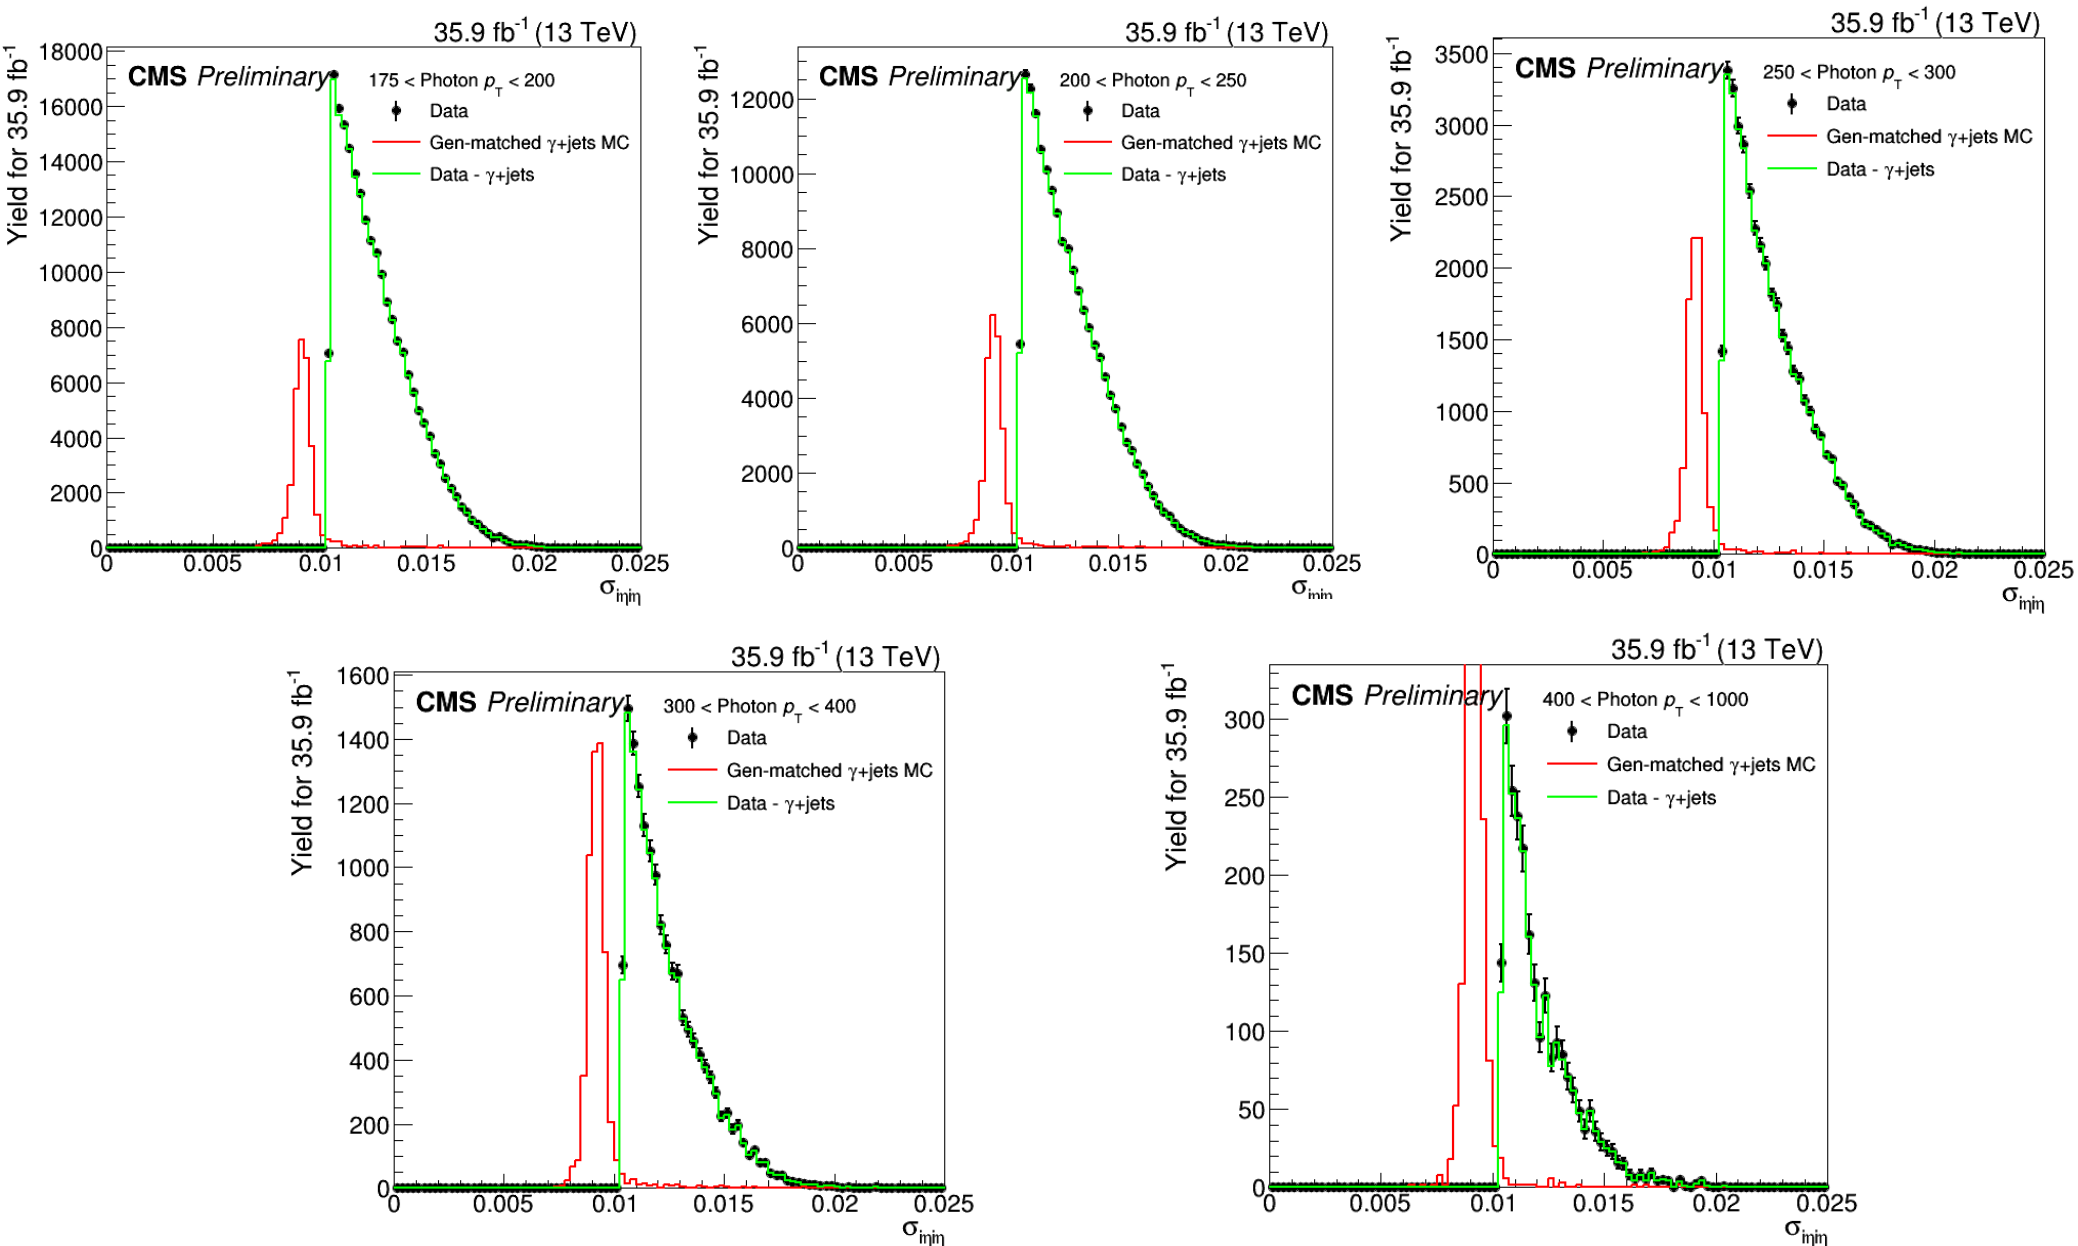 35.9 fb⁻¹ (13 TeV)
CMS Preliminary
175 < Photon p_T < 200
Data
Gen-matched γ+jets MC
Data - γ+jets
Yield for 35.9 fb⁻¹
18000
16000
14000
12000
10000
8000
6000
4000
2000
0
0 0.005 0.01 0.015 0.02 0.025
σ_iηiη
35.9 fb⁻¹ (13 TeV)
CMS Preliminary
200 < Photon p_T < 250
Data
Gen-matched γ+jets MC
Data - γ+jets
Yield for 35.9 fb⁻¹
12000
10000
8000
6000
4000
2000
0
0 0.005 0.01 0.015 0.02 0.025
σ_iηiη
35.9 fb⁻¹ (13 TeV)
CMS Preliminary
250 < Photon p_T < 300
Data
Gen-matched γ+jets MC
Data - γ+jets
Yield for 35.9 fb⁻¹
3500
3000
2500
2000
1500
1000
500
0
0 0.005 0.01 0.015 0.02 0.025
σ_iηiη
35.9 fb⁻¹ (13 TeV)
CMS Preliminary
300 < Photon p_T < 400
Data
Gen-matched γ+jets MC
Data - γ+jets
Yield for 35.9 fb⁻¹
1600
1400
1200
1000
800
600
400
200
0
0 0.005 0.01 0.015 0.02 0.025
σ_iηiη
35.9 fb⁻¹ (13 TeV)
CMS Preliminary
400 < Photon p_T < 1000
Data
Gen-matched γ+jets MC
Data - γ+jets
Yield for 35.9 fb⁻¹
300
250
200
150
100
50
0
0 0.005 0.01 0.015 0.02 0.025
σ_iηiη